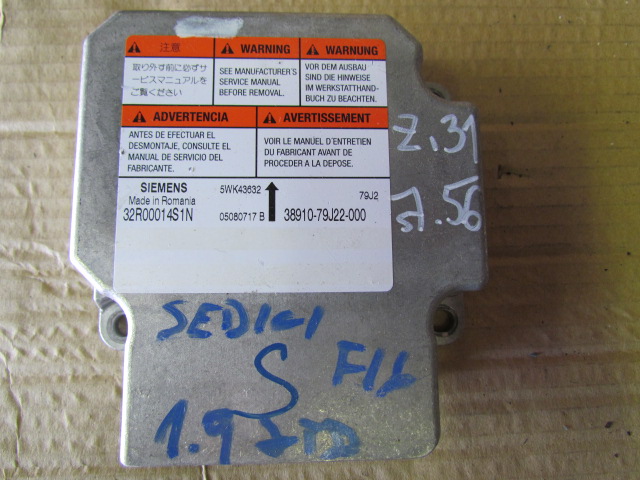 注意
取り外す前に必ずサ
ービスマニュアルを
ご覧ください
WARNING
SEE MANUFACTURER'S
SERVICE MANUAL
BEFORE REMOVAL.
WARNUNG
VOR DEM AUSBAU
SIND DIE HINWEISE
IM WERKSTATTHAND-
BUCH ZU BEACHTEN.
ADVERTENCIA
ANTES DE EFECTUAR EL
DESMONTAJE, CONSULTE EL
MANUAL DE SERVICIO DEL
FABRICANTE.
AVERTISSEMENT
VOIR LE MANUEL D'ENTRETIEN
DU FABRICANT AVANT DE
PROCEDER A LA DEPOSE.
SIEMENS 5WK43632 79J2
Made in Romania
32R00014S1N 05080717 B 38910-79J22-000
Z.31
SEDICI
S
1.9 JTD